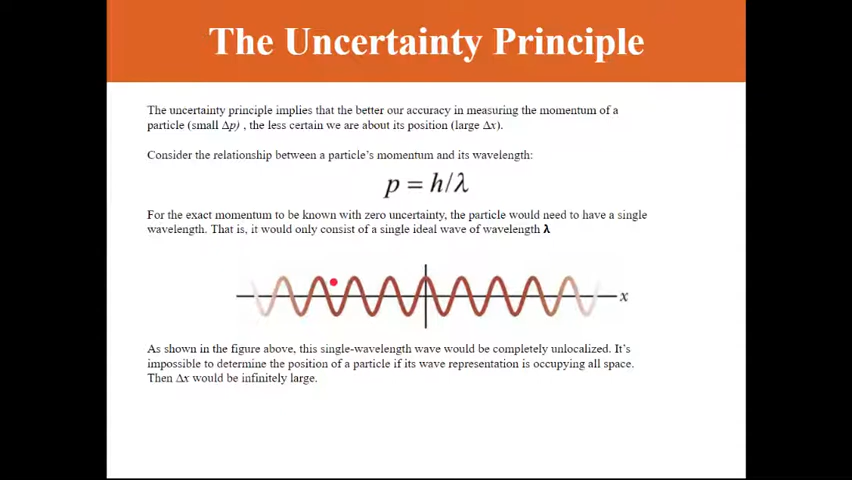 The Uncertainty Principle
The uncertainty principle implies that the better our accuracy in measuring the momentum of a
particle (small Δp) , the less certain we are about its position (large Δx).
Consider the relationship between a particle's momentum and its wavelength:
p = h/λ
For the exact momentum to be known with zero uncertainty, the particle would need to have a single
wavelength. That is, it would only consist of a single ideal wave of wavelength λ
x
As shown in the figure above, this single-wavelength wave would be completely unlocalized. It's
impossible to determine the position of a particle if its wave representation is occupying all space.
Then Δx would be infinitely large.